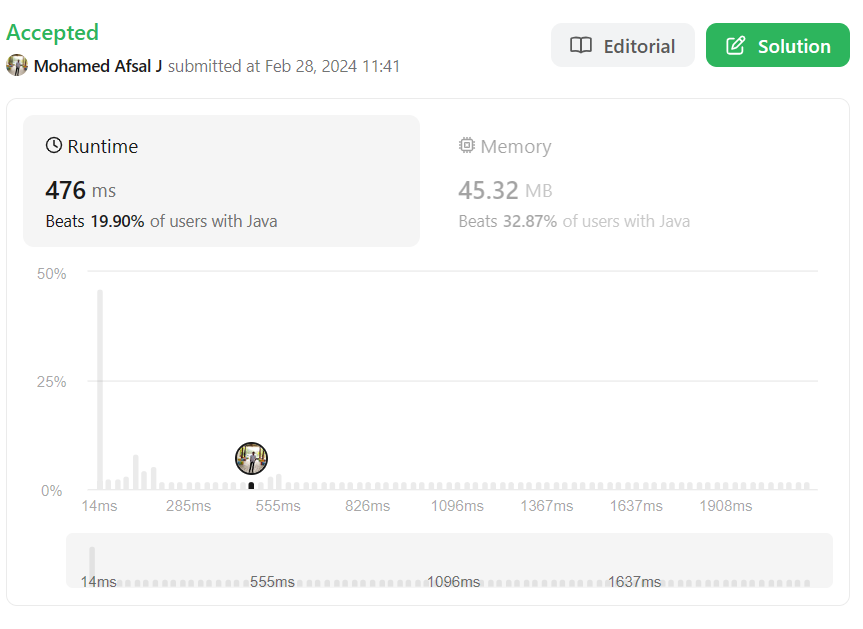 Accepted
Mohamed Afsal J submitted at Feb 28, 2024 11:41
Editorial
Solution
Runtime
476 ms
Beats 19.90% of users with Java
Memory
45.32 MB
Beats 32.87% of users with Java
50%
25%
0%
14ms 285ms 555ms 826ms 1096ms 1367ms 1637ms 1908ms
14ms 555ms 1096ms 1637ms